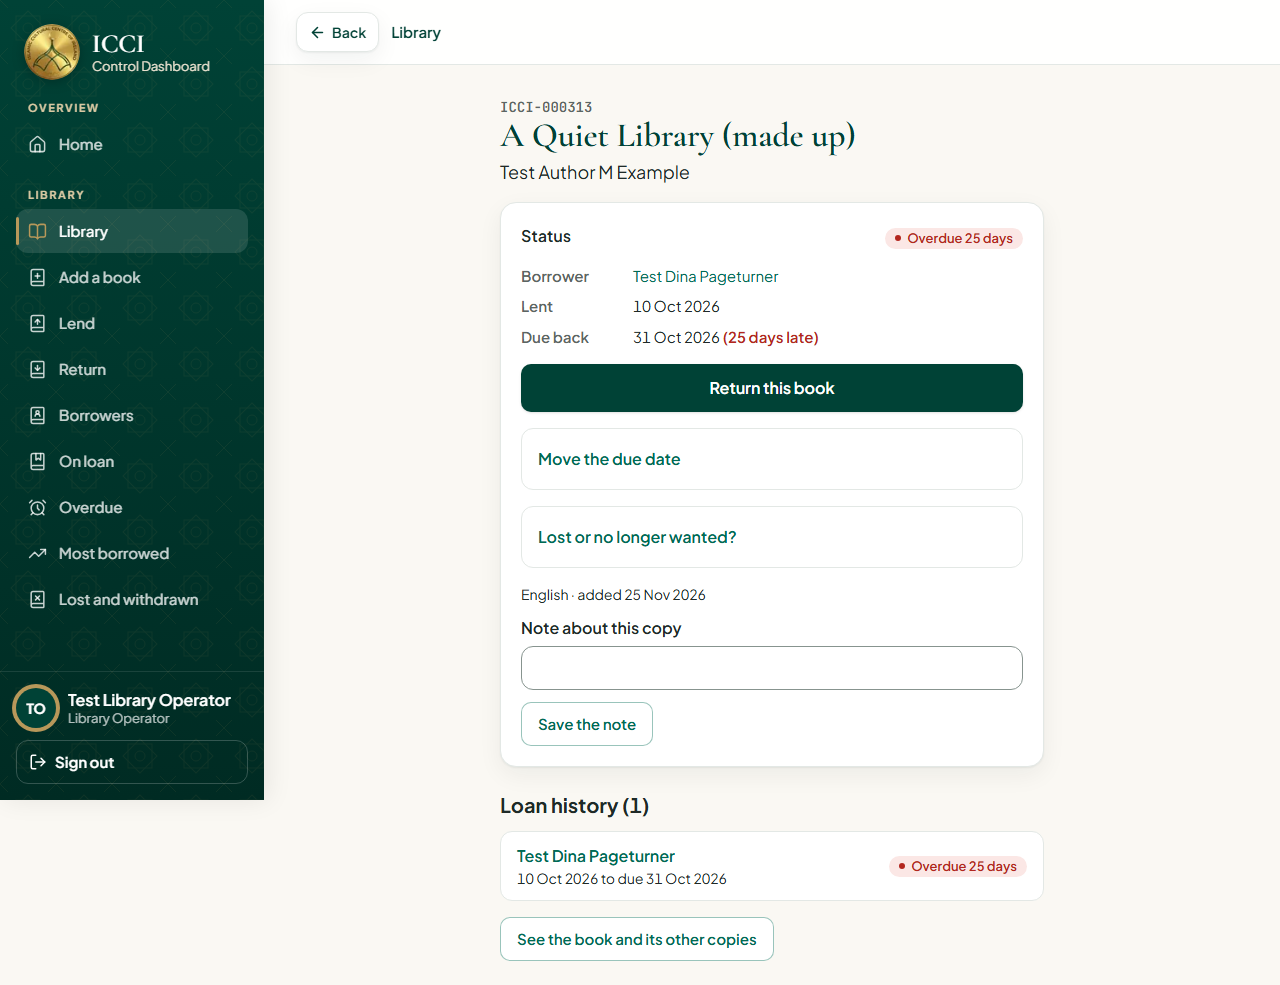 ICCI
Control Dashboard
OVERVIEW
Home
LIBRARY
Library
Add a book
Lend
Return
Borrowers
On loan
Overdue
Most borrowed
Lost and withdrawn
TO
Test Library Operator
Library Operator
Sign out
Back
Library
ICCI-000313
A Quiet Library (made up)
Test Author M Example
Status
Overdue 25 days
Borrower Test Dina Pageturner
Lent 10 Oct 2026
Due back 31 Oct 2026 (25 days late)
Return this book
Move the due date
Lost or no longer wanted?
English · added 25 Nov 2026
Note about this copy
Save the note
Loan history (1)
Test Dina Pageturner
10 Oct 2026 to due 31 Oct 2026
Overdue 25 days
See the book and its other copies